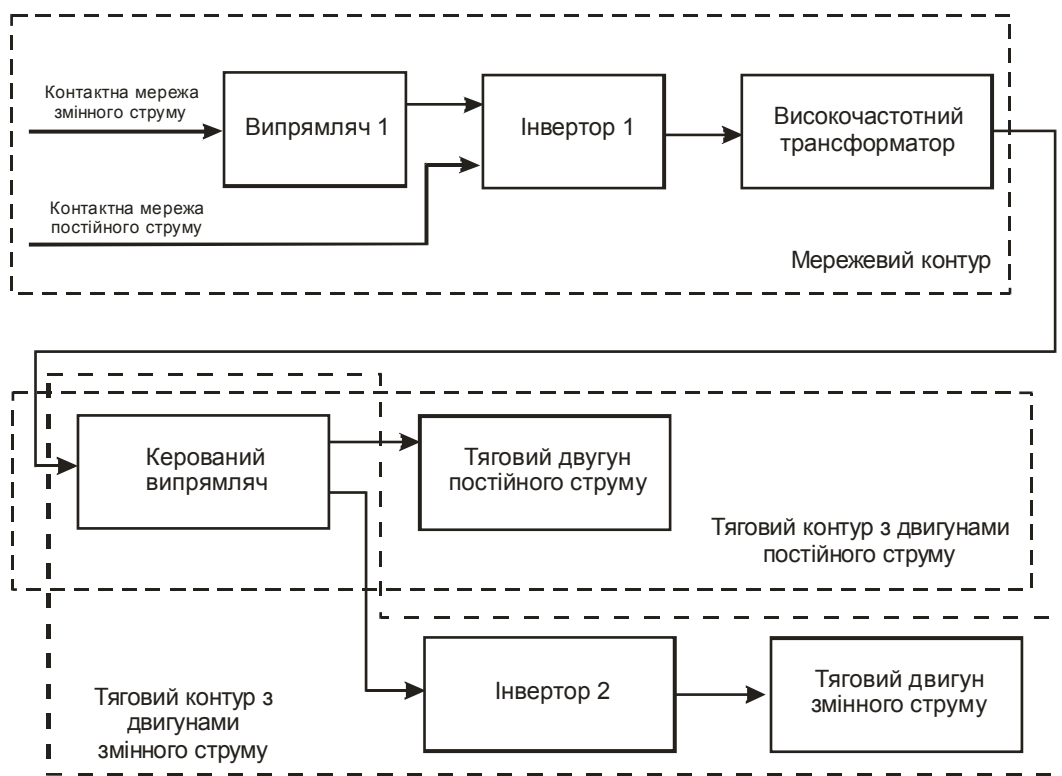 Контактна мережа
змінного струму
Випрямляч 1
Інвертор 1
Високочастотний
трансформатор
Контактна мережа
постійного струму
Мережевий контур
Керований
випрямляч
Тяговий двугун
постійного струму
Тяговий контур з двигунами
постійного струму
Тяговий контур з
двигунами
змінного струму
Інвертор 2
Тяговий двигун
змінного струму